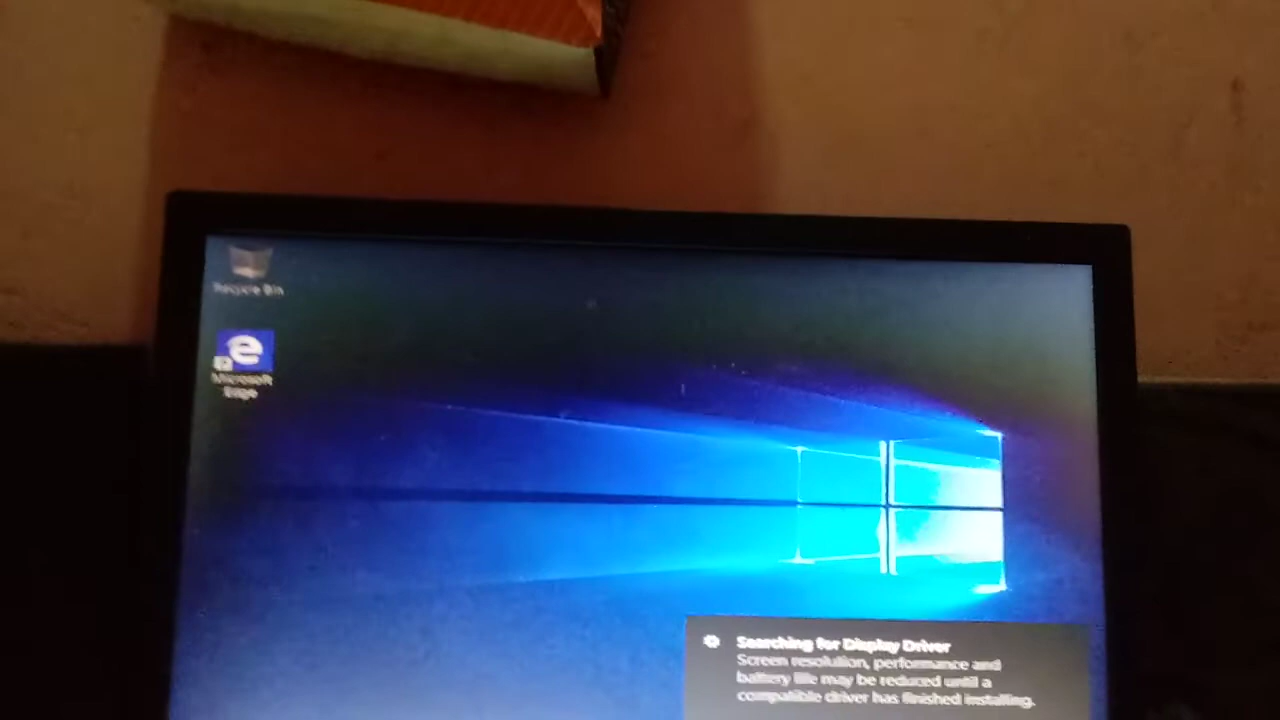 Recycle Bin
Microsoft
Edge
Searching for Display Driver
Screen resolution, performance and
battery life may be reduced until a
compatible driver has finished installing.